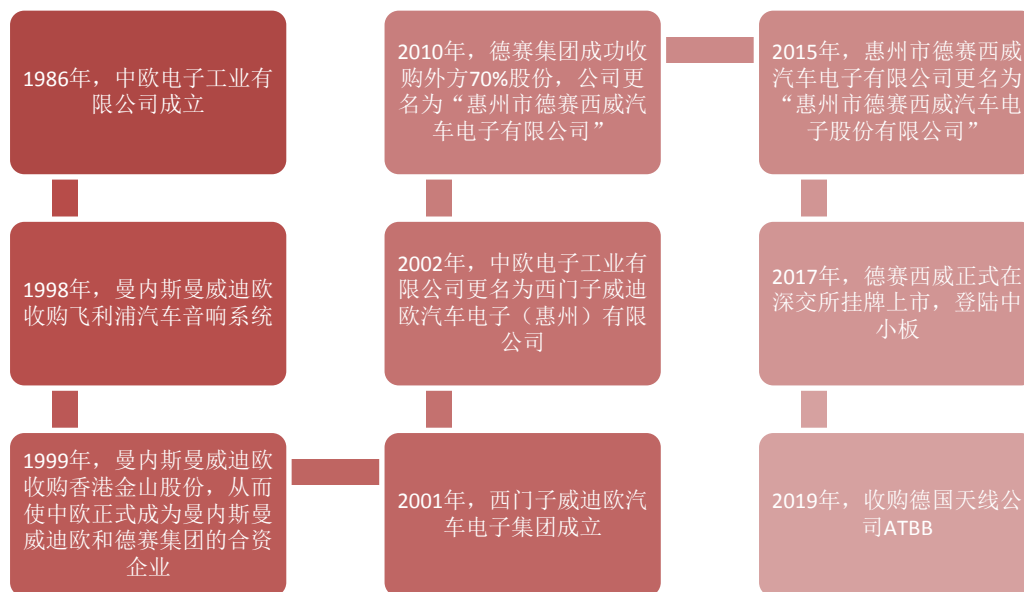 1986年，中欧电子工业有
限公司成立
1998年，曼内斯曼威迪欧
收购飞利浦汽车音响系统
1999年，曼内斯曼威迪欧
收购香港金山股份，从而
使中欧正式成为曼内斯曼
威迪欧和德赛集团的合资
企业
2001年，西门子威迪欧汽
车电子集团成立
2002年，中欧电子工业有
限公司更名为西门子威迪
欧汽车电子（惠州）有限
公司
2010年，德赛集团成功收
购外方70%股份，公司更
名为“惠州市德赛西威汽
车电子有限公司”
2015年，惠州市德赛西威
汽车电子有限公司更名为
“惠州市德赛西威汽车电
子股份有限公司”
2017年，德赛西威正式在
深交所挂牌上市，登陆中
小板
2019年，收购德国天线公
司ATBB